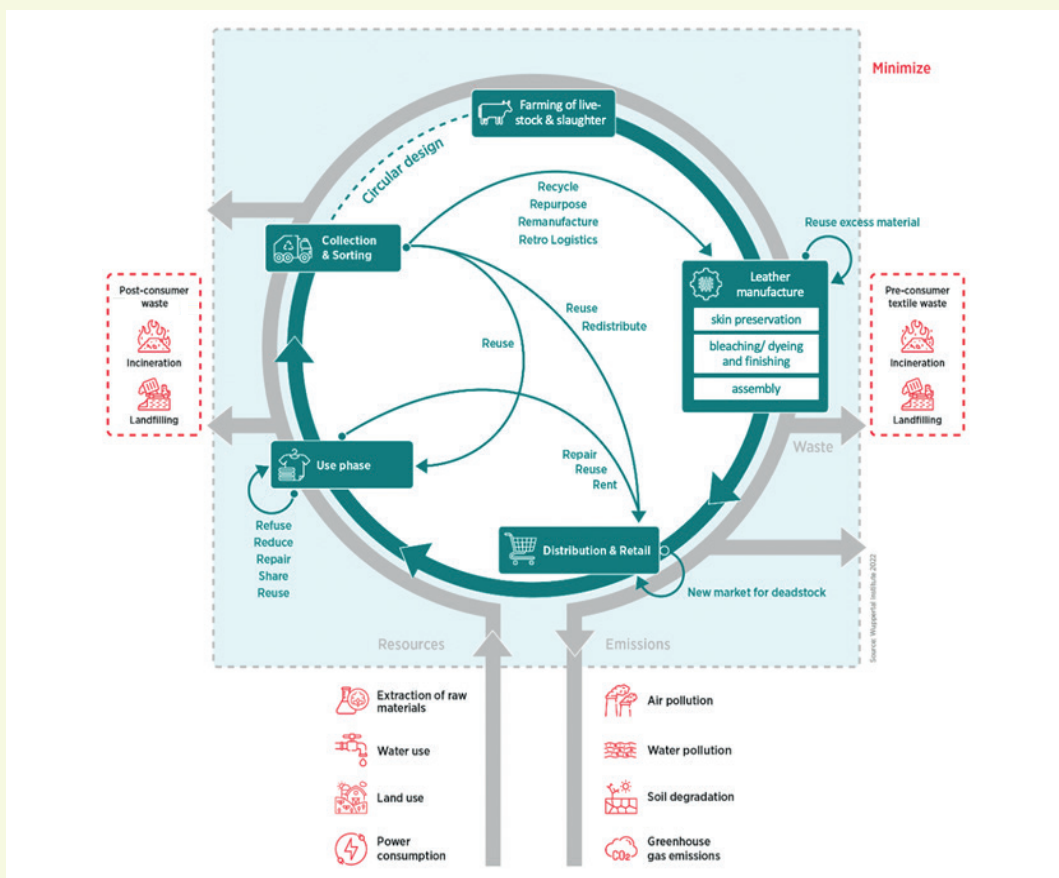 Minimize
Farming of live-
stock & slaughter
Circular design
Recycle
Repurpose
Remanufacture
Retro Logistics
Collection
& Sorting
Reuse excess material
Leather
manufacture
skin preservation
bleaching/ dyeing
and finishing
assembly
Post-consumer
waste
Incineration
Landfilling
Pre-consumer
textile waste
Incineration
Landfilling
Reuse
Redistribute
Reuse
Waste
Use phase
Repair
Reuse
Rent
Refuse
Reduce
Repair
Share
Reuse
Distribution & Retail
New market for deadstock
Source: Wuppertal Institute 2022
Resources
Emissions
Extraction of raw
materials
Water use
Land use
Power
consumption
Air pollution
Water pollution
Soil degradation
CO₂
Greenhouse
gas emissions